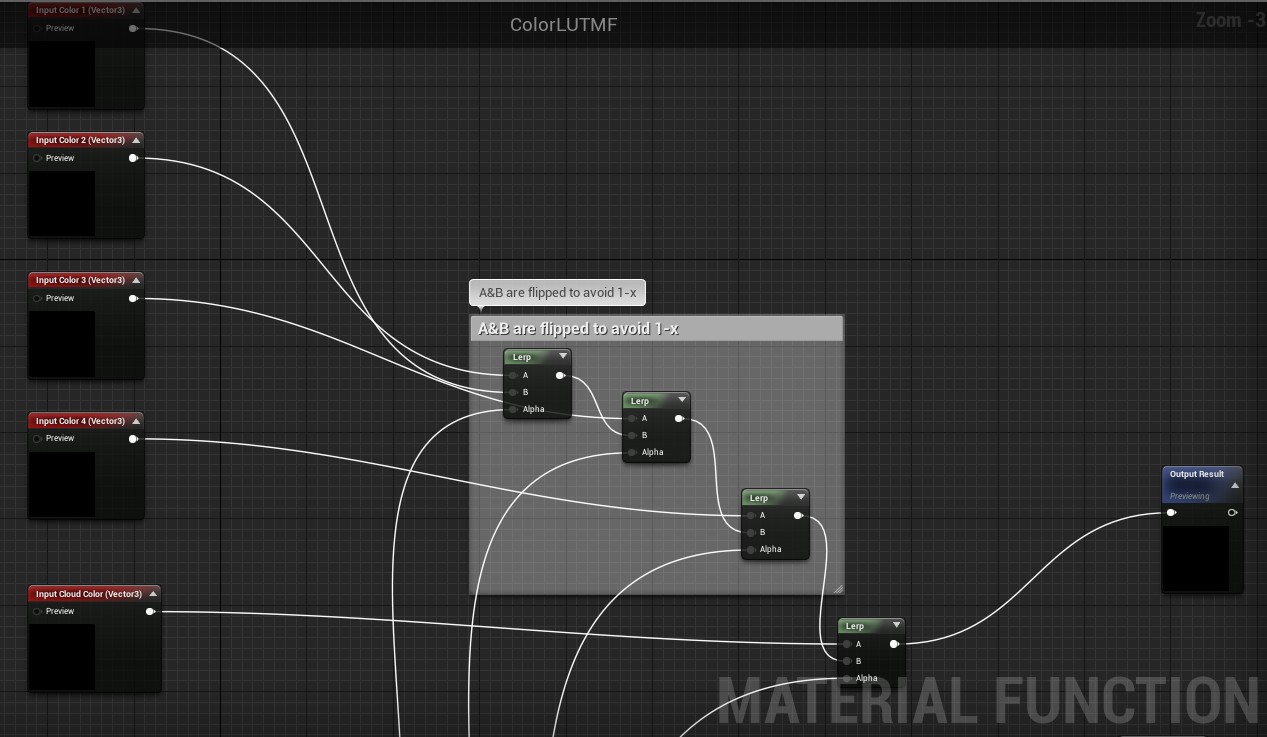 Input Color 1 (Vector3)
Preview
ColorLUTMF
Zoom -3
Input Color 2 (Vector3)
Preview
Input Color 3 (Vector3)
Preview
A&B are flipped to avoid 1-x
A&B are flipped to avoid 1-x
Lerp
A
B
Alpha
Lerp
A
B
Alpha
Input Color 4 (Vector3)
Preview
Lerp
A
B
Alpha
Output Result
Previewing
Input Cloud Color (Vector3)
Preview
Lerp
A
B
Alpha
MATERIAL FUNCTION